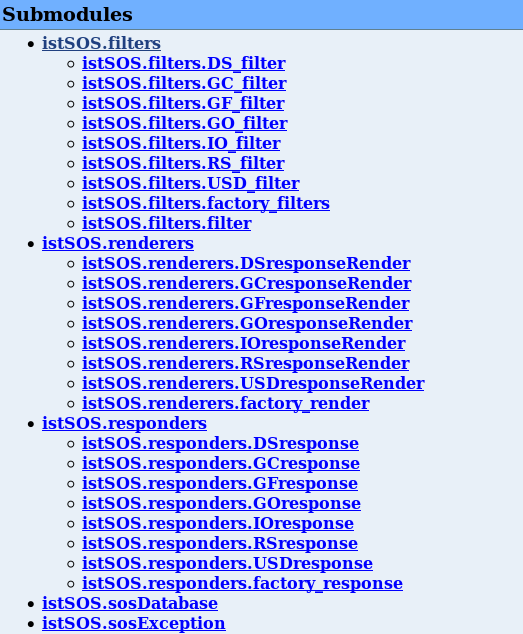 Submodules
istSOS.filters
istSOS.filters.DS_filter
istSOS.filters.GC_filter
istSOS.filters.GF_filter
istSOS.filters.GO_filter
istSOS.filters.IO_filter
istSOS.filters.RS_filter
istSOS.filters.USD_filter
istSOS.filters.factory_filters
istSOS.filters.filter
istSOS.renderers
istSOS.renderers.DSresponseRender
istSOS.renderers.GCresponseRender
istSOS.renderers.GFresponseRender
istSOS.renderers.GOresponseRender
istSOS.renderers.IOresponseRender
istSOS.renderers.RSresponseRender
istSOS.renderers.USDresponseRender
istSOS.renderers.factory_render
istSOS.responders
istSOS.responders.DSresponse
istSOS.responders.GCresponse
istSOS.responders.GFresponse
istSOS.responders.GOresponse
istSOS.responders.IOresponse
istSOS.responders.RSresponse
istSOS.responders.USDresponse
istSOS.responders.factory_response
istSOS.sosDatabase
istSOS.sosException